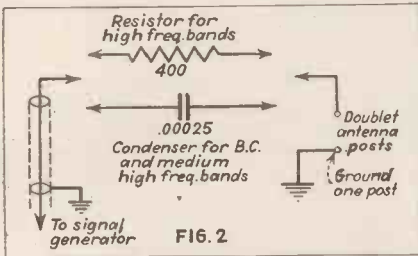 Resistor for
high freq. bands
400
.00025
Condenser for B.C.
and medium
high freq. bands
Doublet
antenna
posts
Ground
one post
To signal
generator
FIG. 2